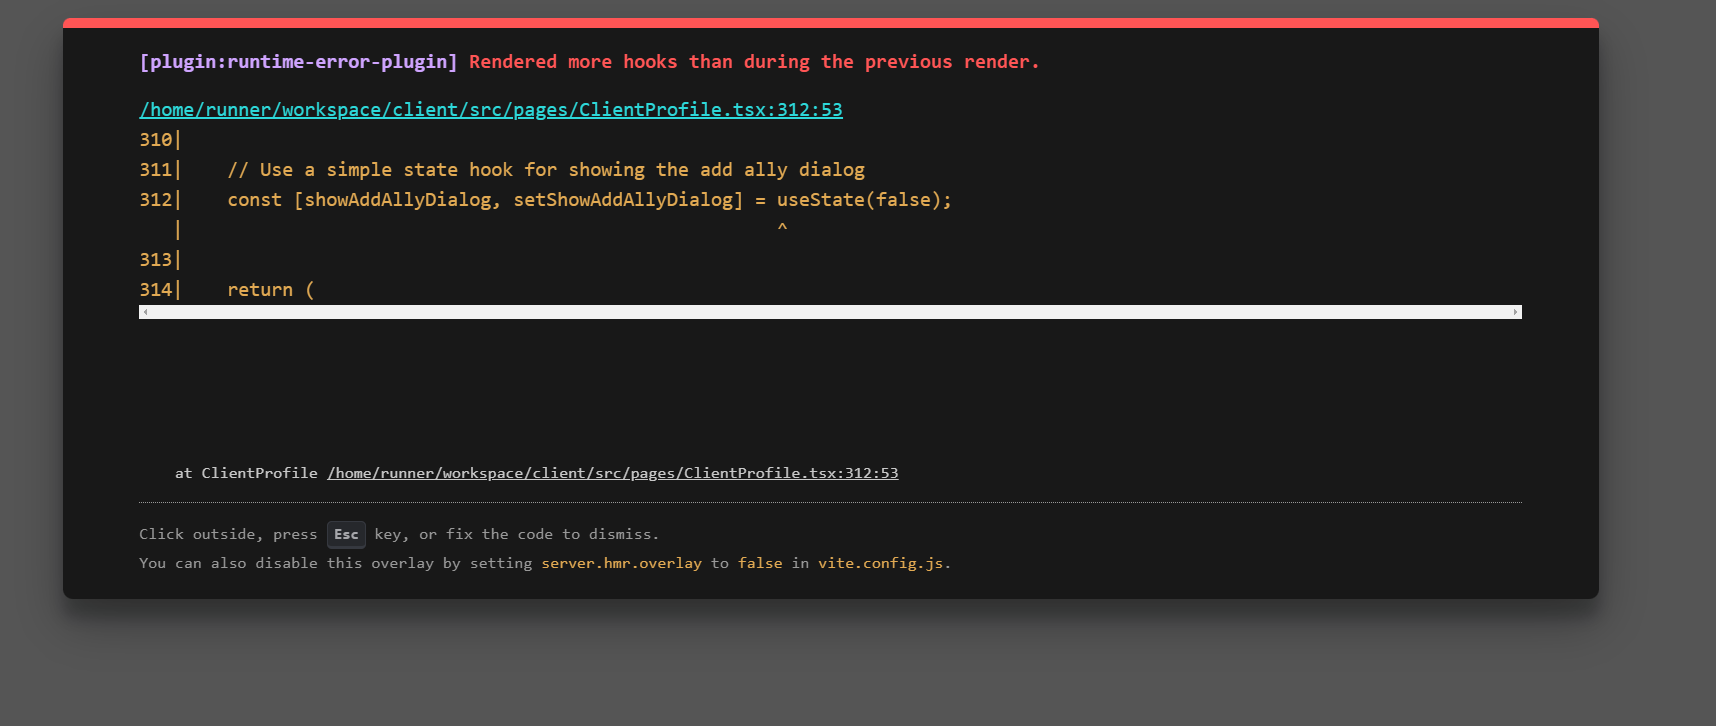 [plugin:runtime-error-plugin] Rendered more hooks than during the previous render.
/home/runner/workspace/client/src/pages/ClientProfile.tsx:312:53
310|
311|    // Use a simple state hook for showing the add ally dialog
312|    const [showAddAllyDialog, setShowAddAllyDialog] = useState(false);
   |                                                      ^
313|
314|    return (
at ClientProfile /home/runner/workspace/client/src/pages/ClientProfile.tsx:312:53
Click outside, press Esc key, or fix the code to dismiss.
You can also disable this overlay by setting server.hmr.overlay to false in vite.config.js.